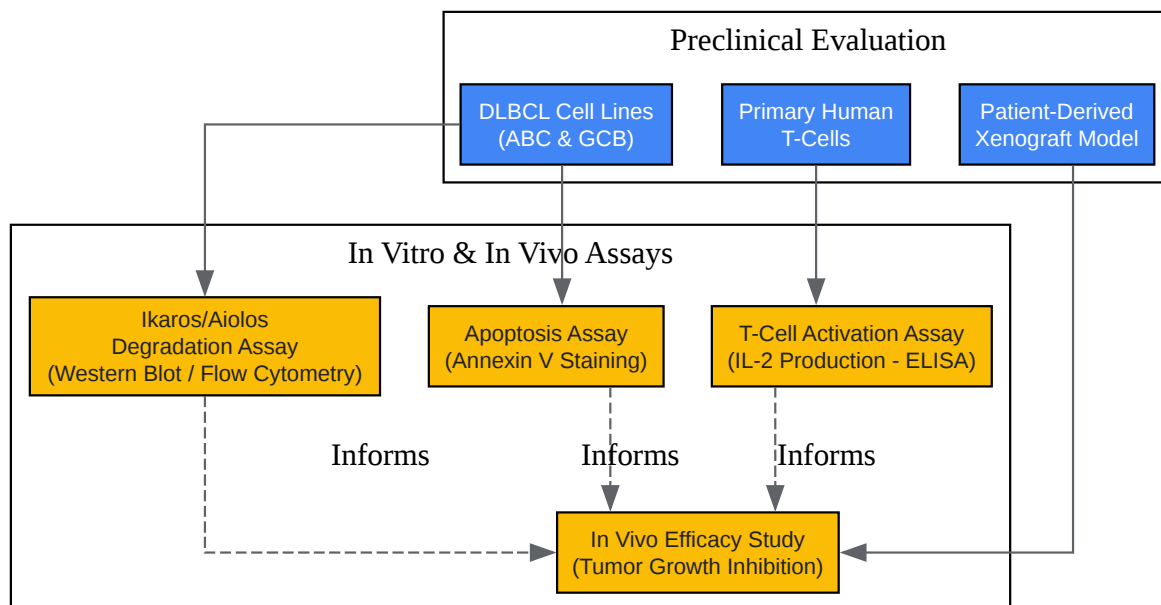 Preclinical Evaluation
DLBCL Cell Lines
(ABC & GCB)
Primary Human
T-Cells
Patient-Derived
Xenograft Model
In Vitro & In Vivo Assays
Ikaros/Aiolos
Degradation Assay
(Western Blot / Flow Cytometry)
Apoptosis Assay
(Annexin V Staining)
T-Cell Activation Assay
(IL-2 Production - ELISA)
Informs
Informs
Informs
In Vivo Efficacy Study
(Tumor Growth Inhibition)